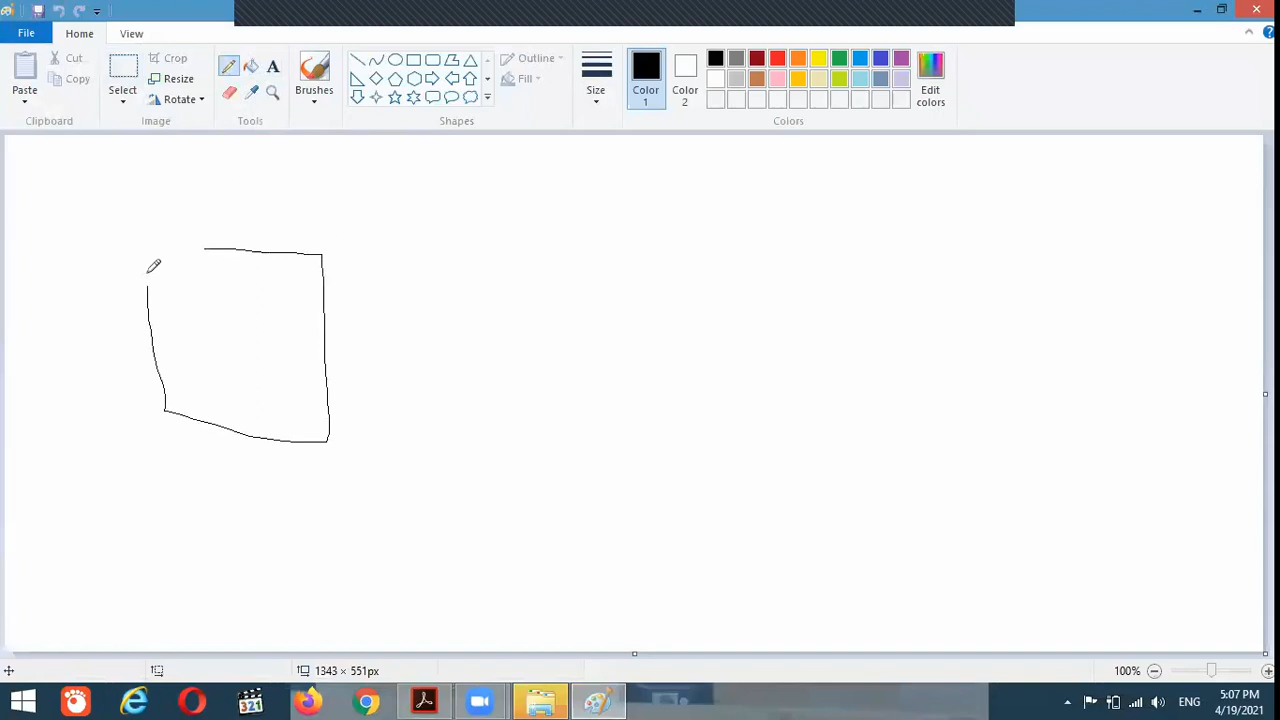 File
Home
View
Paste
Cut
Copy
Clipboard
Select
Crop
Resize
Rotate
Image
A
Tools
Brushes
Shapes
Outline
Fill
Size
Color
1
Color
2
Edit
colors
Colors
1343 × 551px
100%
321
ENG
5:07 PM
4/19/2021